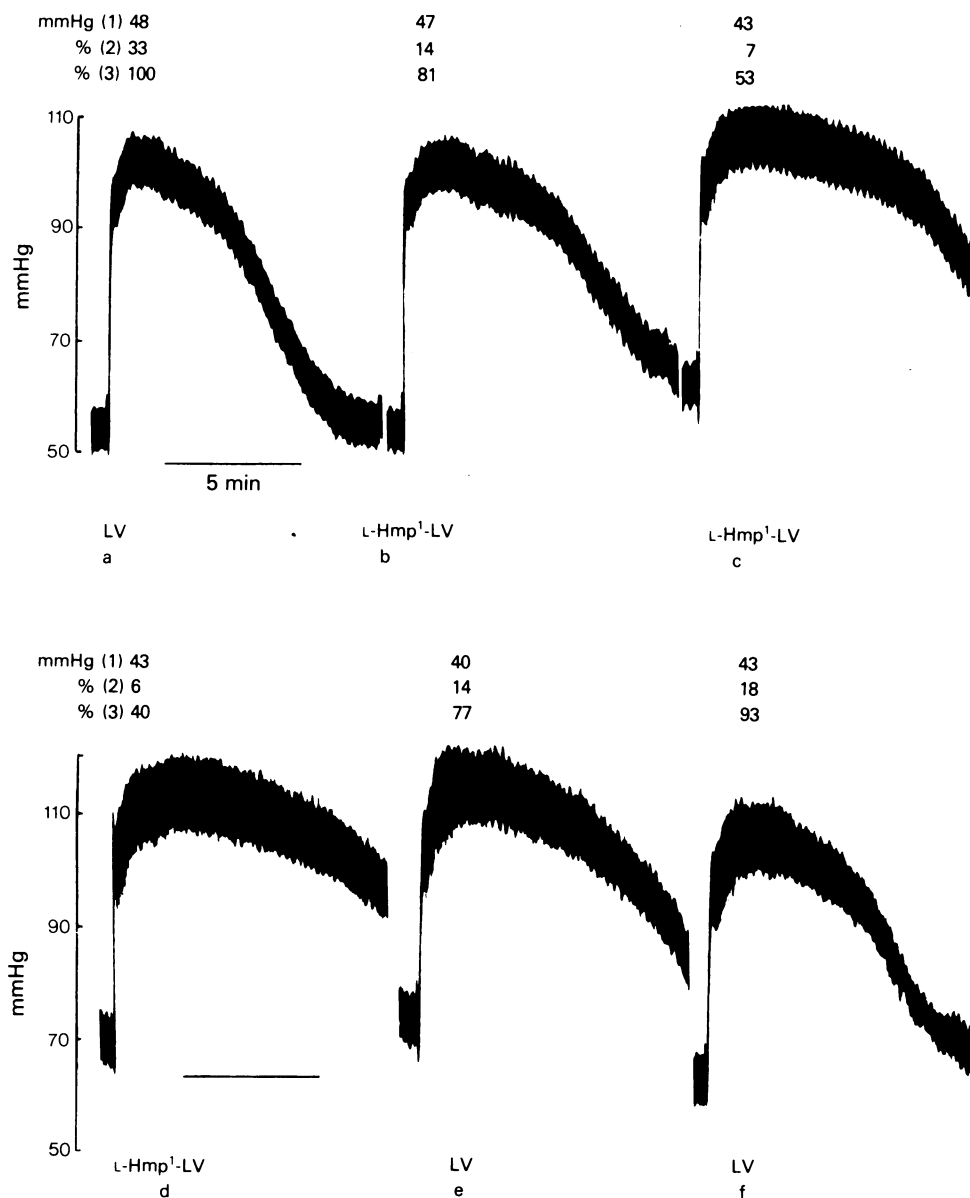 mmHg (1) 48 47 43
% (2) 33 14 7
% (3) 100 81 53
110
90
70
50
mmHg
5 min
LV L-Hmp¹-LV L-Hmp¹-LV
a b c
mmHg (1) 43 40 43
% (2) 6 14 18
% (3) 40 77 93
110
90
70
50
mmHg
L-Hmp¹-LV LV LV
d e f